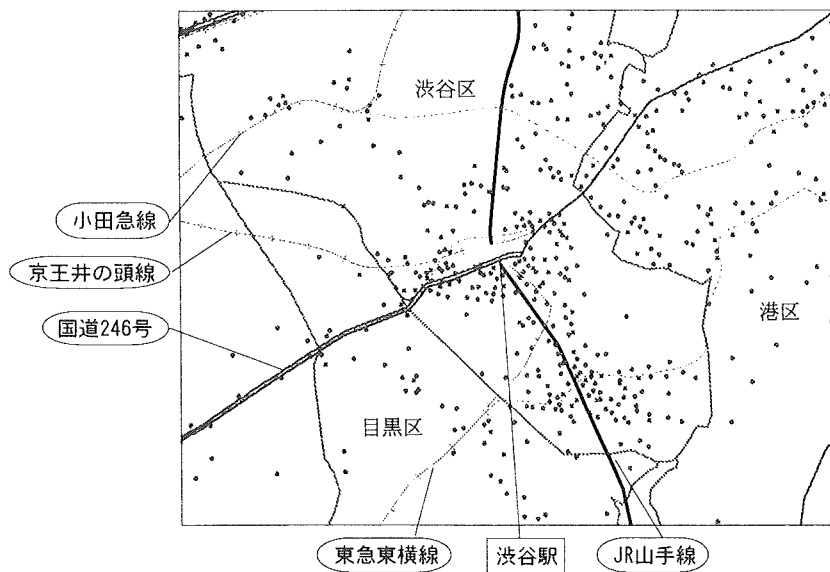 渋谷区
小田急線
京王井の頭線
国道246号
港区
目黒区
東急東横線
渋谷駅
JR山手線